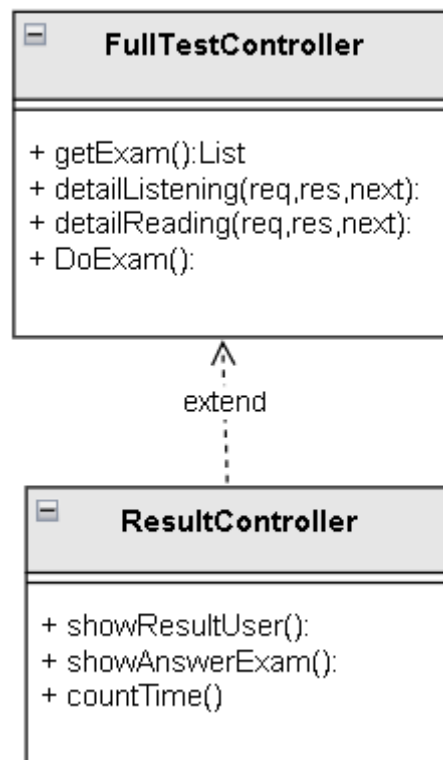 FullTestController
+ getExam():List
+ detailListening(req,res,next):
+ detailReading(req,res,next):
+ DoExam():
extend
ResultController
+ showResultUser():
+ showAnswerExam():
+ countTime()